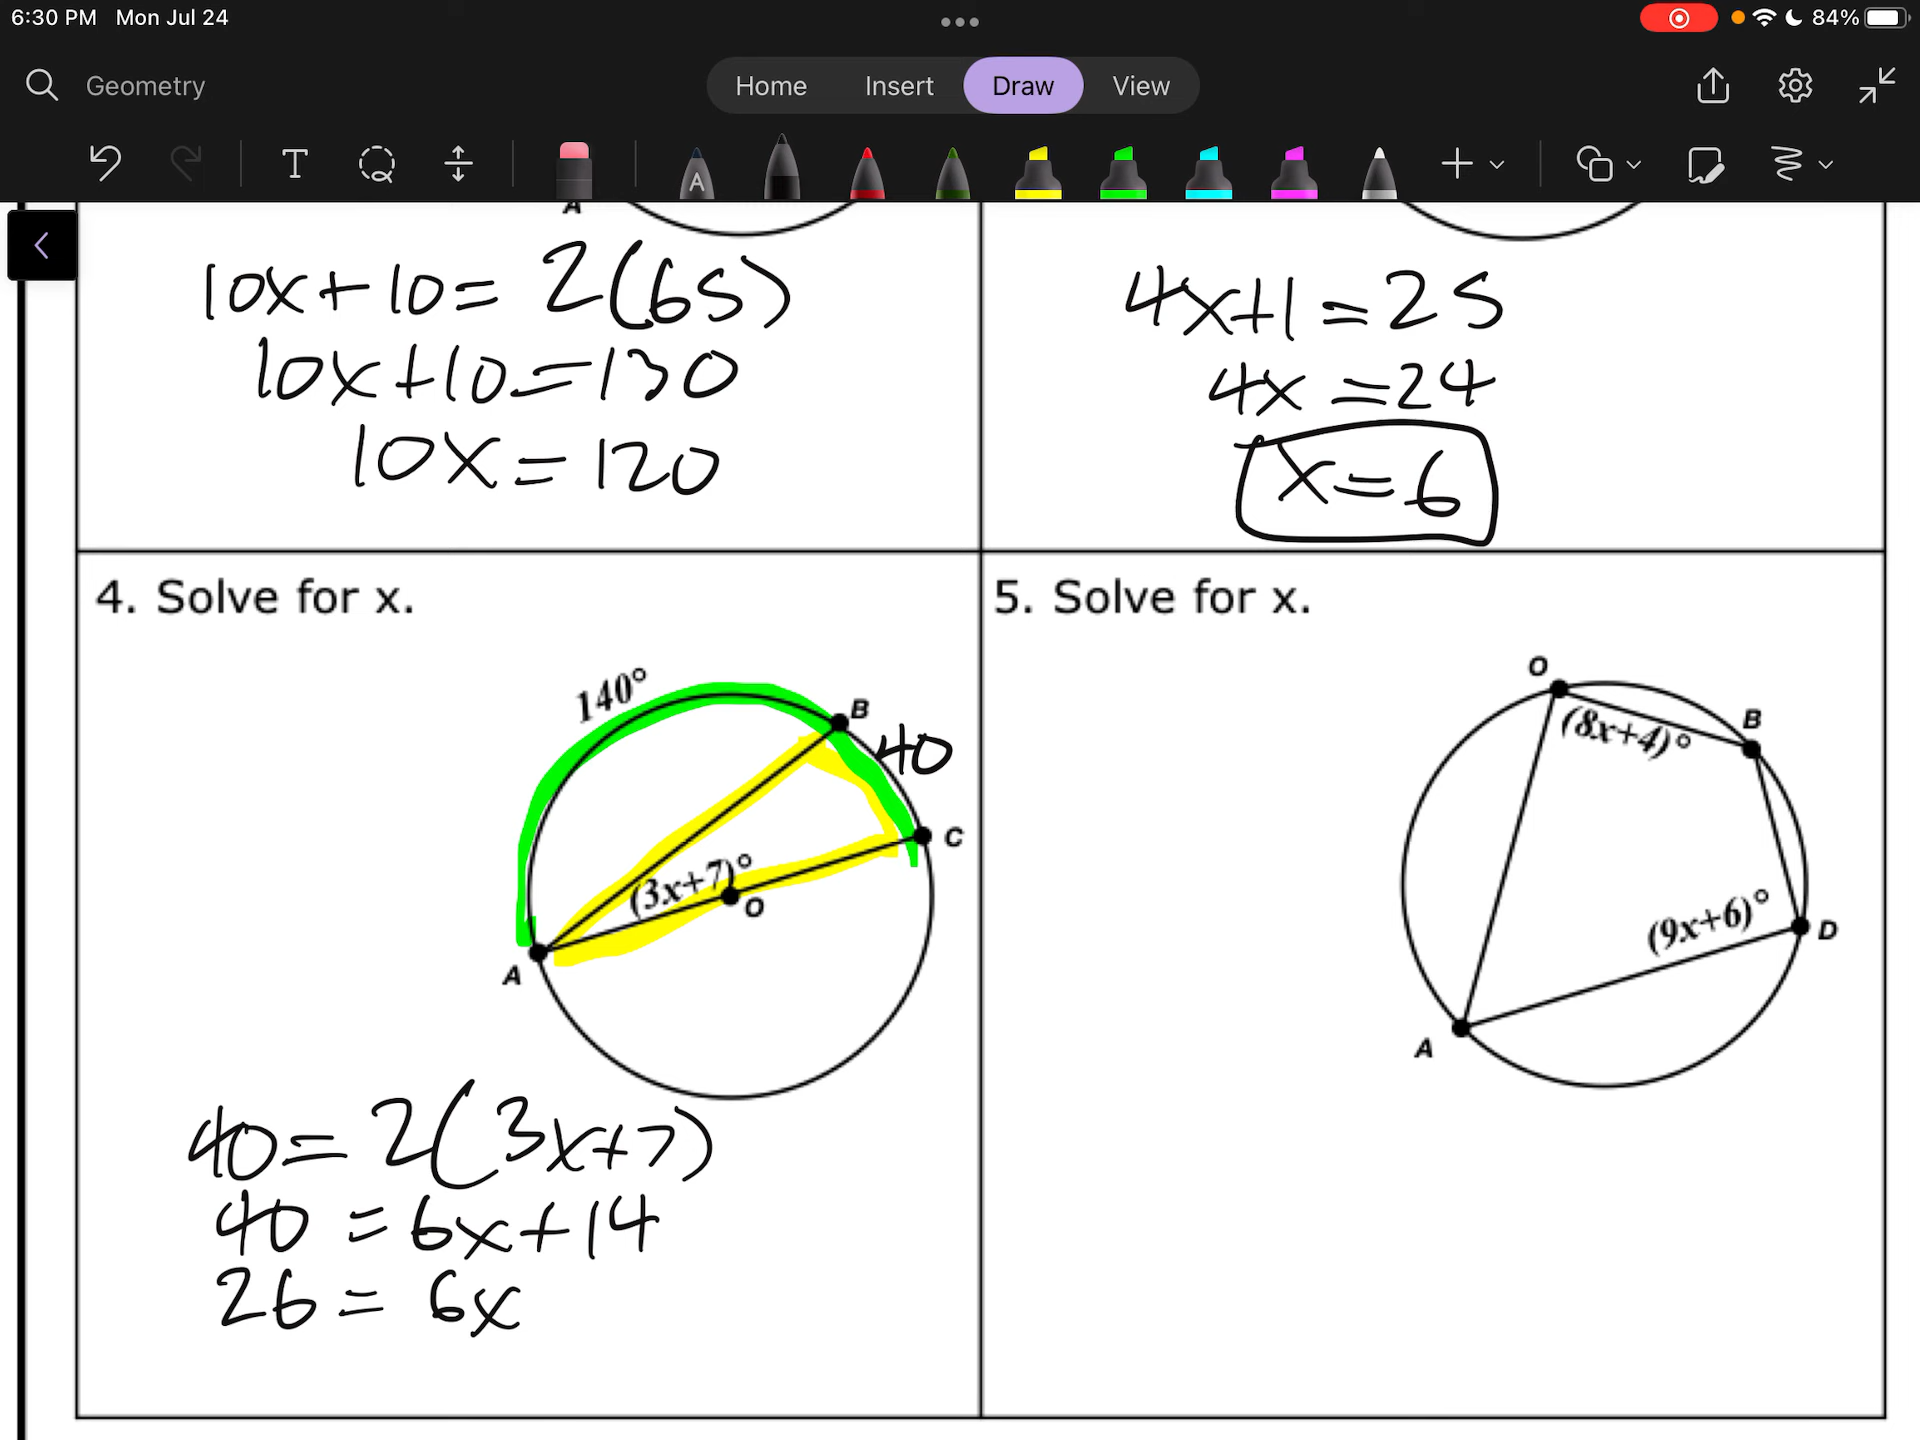 6:30 PM Mon Jul 24
84%
Geometry
Home Insert Draw View
T
A
A
10x+10= 2(65)
10x+10=130
10x=120
4x+1=25
4x=24
x=6
4. Solve for x.
140°
B
40
C
(3x+7)°
O
A
40=2(3x+7)
40=6x+14
26=6x
5. Solve for x.
O
B
(8x+4)°
(9x+6)°
D
A